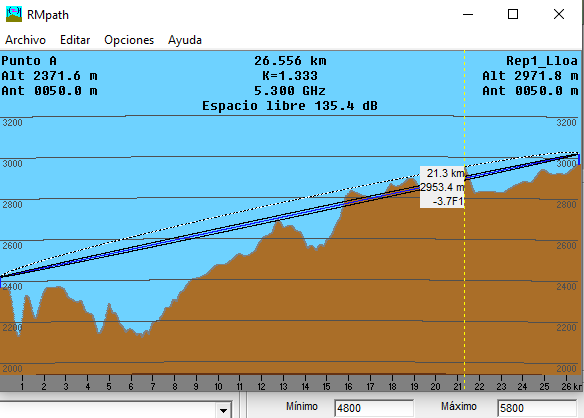 RMpath
Archivo Editar Opciones Ayuda
Punto A 26.556 km Rep1_Lloa
Alt 2371.6 m K=1.333 Alt 2971.8 m
Ant 0050.0 m 5.300 GHz Ant 0050.0 m
Espacio libre 135.4 dB
3200 3200
3000 3000
21.3 km
2953.4 m
-3.7F1
2800 2800
2600 2600
2400 2400
2200 2200
2000 2000
1 2 3 4 5 6 7 8 9 10 11 12 13 14 15 16 17 18 19 20 21 22 23 24 25 26 km
Mínimo 4800 Máximo 5800